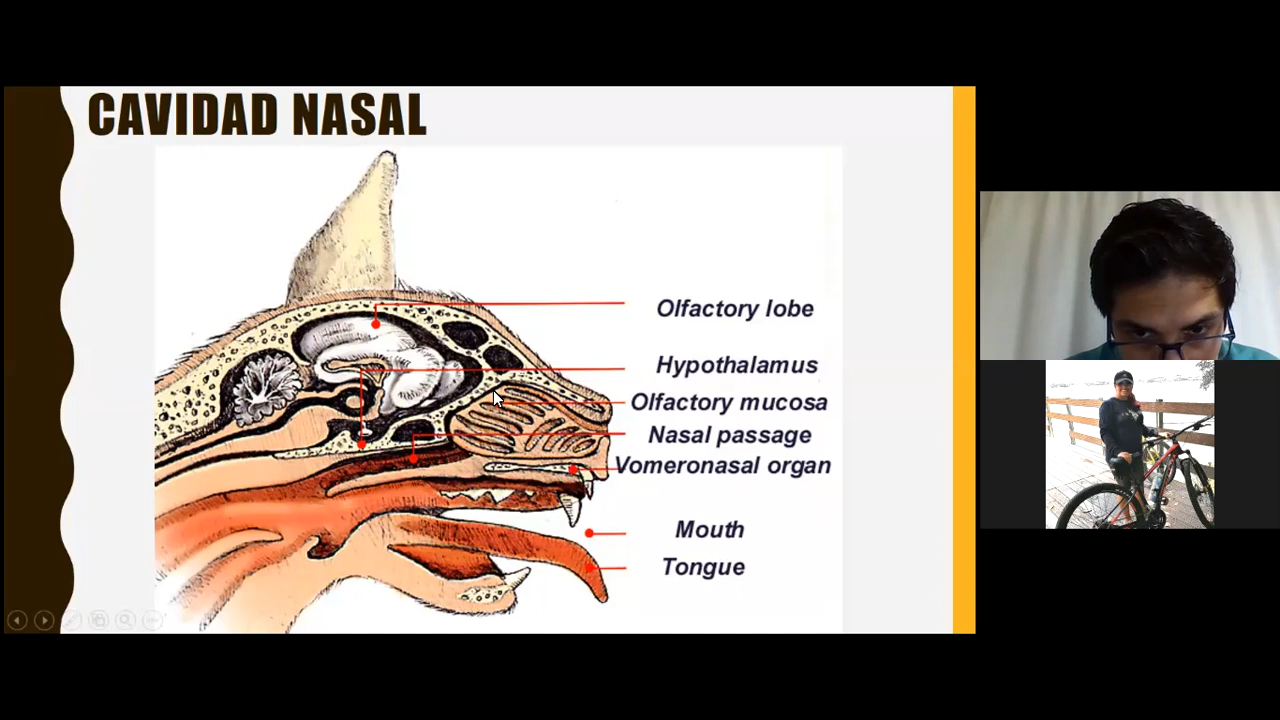 CAVIDAD NASAL
Olfactory lobe
Hypothalamus
Olfactory mucosa
Nasal passage
Vomeronasal organ
Mouth
Tongue